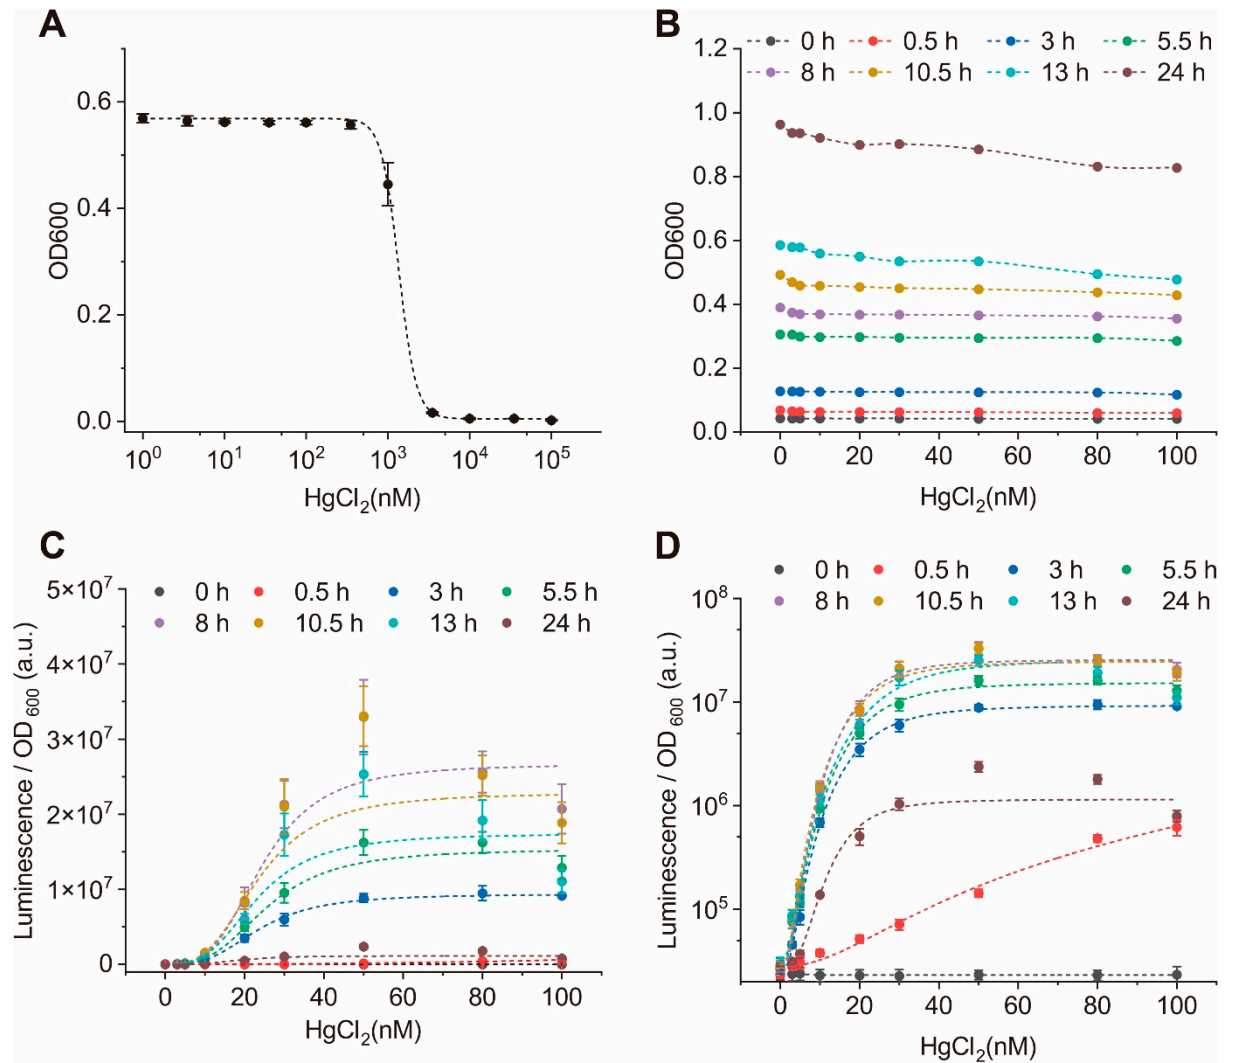 A
0.6
0.4
0.2
0.0
OD600
10⁰ 10¹ 10² 10³ 10⁴ 10⁵
HgCl₂(nM)
B
0 h 0.5 h 3 h 5.5 h
8 h 10.5 h 13 h 24 h
1.2
1.0
0.8
0.6
0.4
0.2
0.0
OD600
0 20 40 60 80 100
HgCl₂(nM)
C
0 h 0.5 h 3 h 5.5 h
8 h 10.5 h 13 h 24 h
5×10⁷
4×10⁷
3×10⁷
2×10⁷
1×10⁷
0
Luminescence / OD₆₀₀ (a.u.)
0 20 40 60 80 100
HgCl₂(nM)
D
0 h 0.5 h 3 h 5.5 h
8 h 10.5 h 13 h 24 h
10⁸
10⁷
10⁶
10⁵
Luminescence / OD₆₀₀ (a.u.)
0 20 40 60 80 100
HgCl₂(nM)